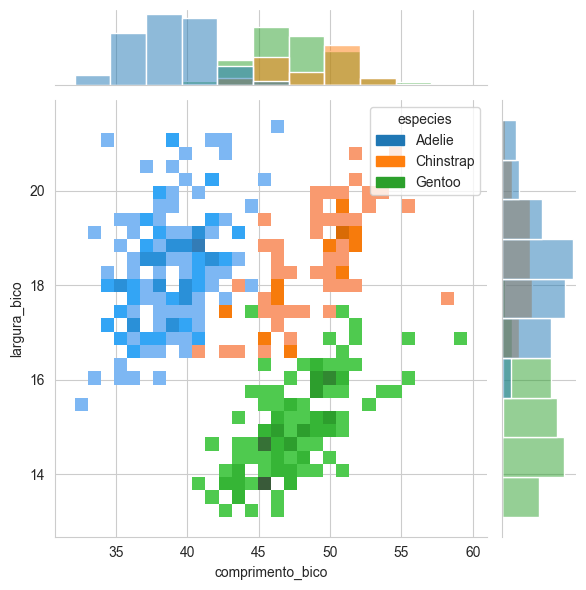 especies
Adelie
Chinstrap
Gentoo
20
18
16
14
largura_bico
35 40 45 50 55 60
comprimento_bico